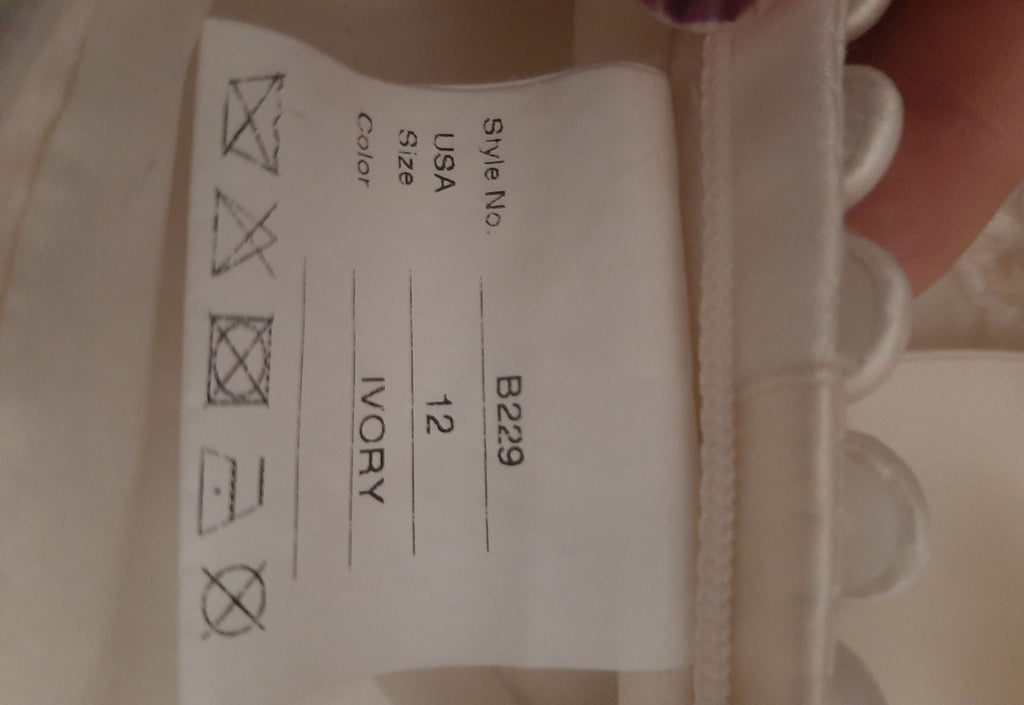 Style No. B229
USA
Size 12
Color IVORY